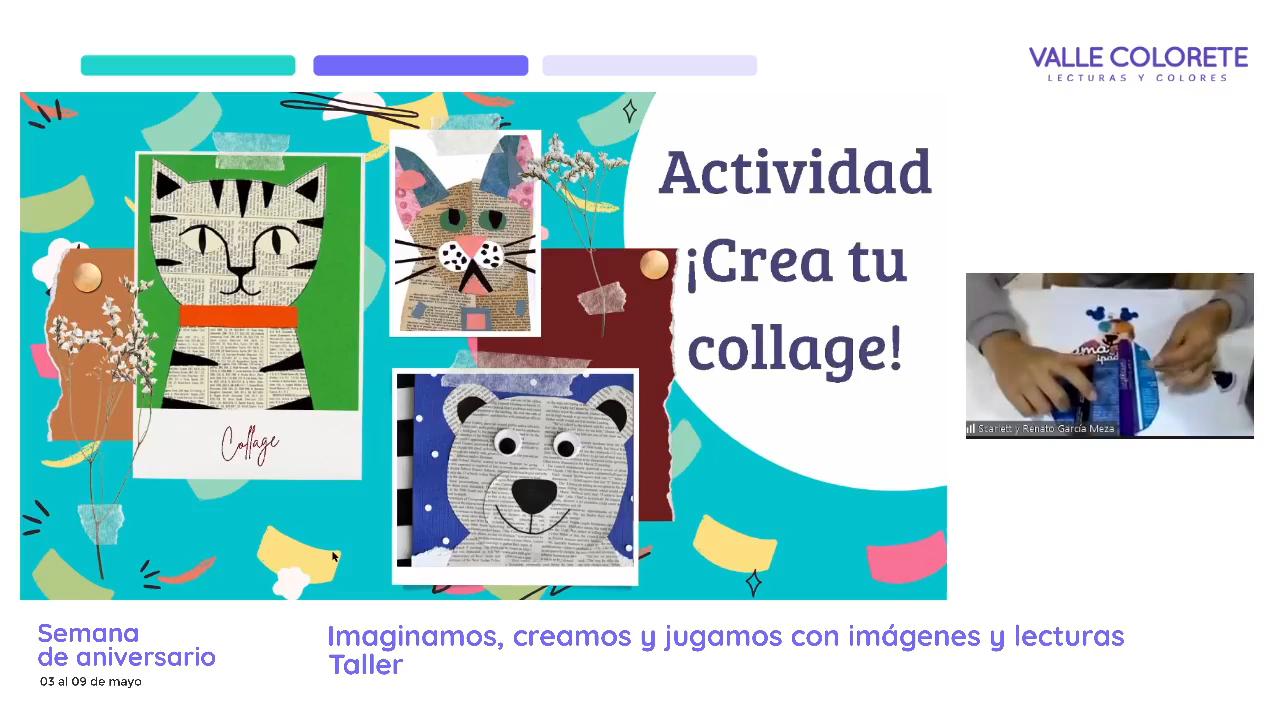 VALLE COLORETE
LECTURAS Y COLORES
Actividad
¡Crea tu
collage!
Collage
Scarlett y Renato García Meza
Semana
de aniversario
03 al 09 de mayo
Imaginamos, creamos y jugamos con imágenes y lecturas
Taller